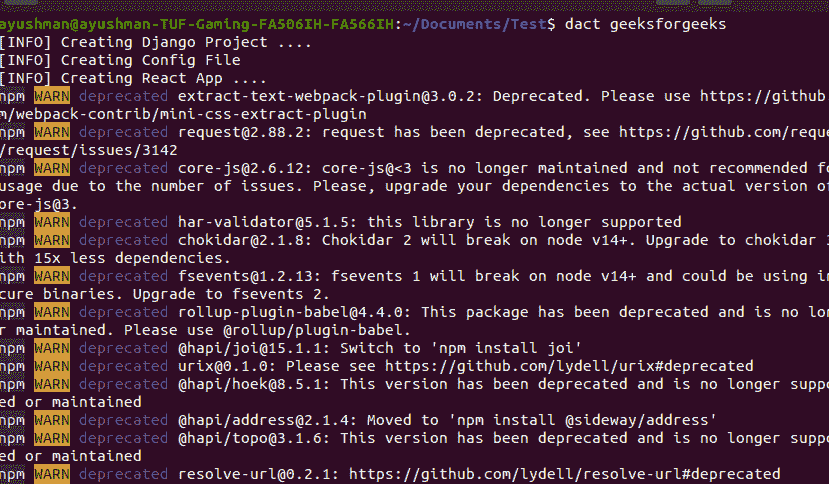 ayushman@ayushman-TUF-Gaming-FA506IH-FA566IH:~/Documents/Test$ dact geeksforgeeks
[INFO] Creating Django Project ....
[INFO] Creating Config File
[INFO] Creating React App ....
npm WARN deprecated extract-text-webpack-plugin@3.0.2: Deprecated. Please use https://github
m/webpack-contrib/mini-css-extract-plugin
npm WARN deprecated request@2.88.2: request has been deprecated, see https://github.com/reque
/request/issues/3142
npm WARN deprecated core-js@2.6.12: core-js@<3 is no longer maintained and not recommended fo
usage due to the number of issues. Please, upgrade your dependencies to the actual version of
ore-js@3.
npm WARN deprecated har-validator@5.1.5: this library is no longer supported
npm WARN deprecated chokidar@2.1.8: Chokidar 2 will break on node v14+. Upgrade to chokidar 3
ith 15x less dependencies.
npm WARN deprecated fsevents@1.2.13: fsevents 1 will break on node v14+ and could be using in
cure binaries. Upgrade to fsevents 2.
npm WARN deprecated rollup-plugin-babel@4.4.0: This package has been deprecated and is no lon
r maintained. Please use @rollup/plugin-babel.
npm WARN deprecated @hapi/joi@15.1.1: Switch to 'npm install joi'
npm WARN deprecated urix@0.1.0: Please see https://github.com/lydell/urix#deprecated
npm WARN deprecated @hapi/hoek@8.5.1: This version has been deprecated and is no longer suppo
ed or maintained
npm WARN deprecated @hapi/address@2.1.4: Moved to 'npm install @sideway/address'
npm WARN deprecated @hapi/topo@3.1.6: This version has been deprecated and is no longer suppo
ed or maintained
npm WARN deprecated resolve-url@0.2.1: https://github.com/lydell/resolve-url#deprecated